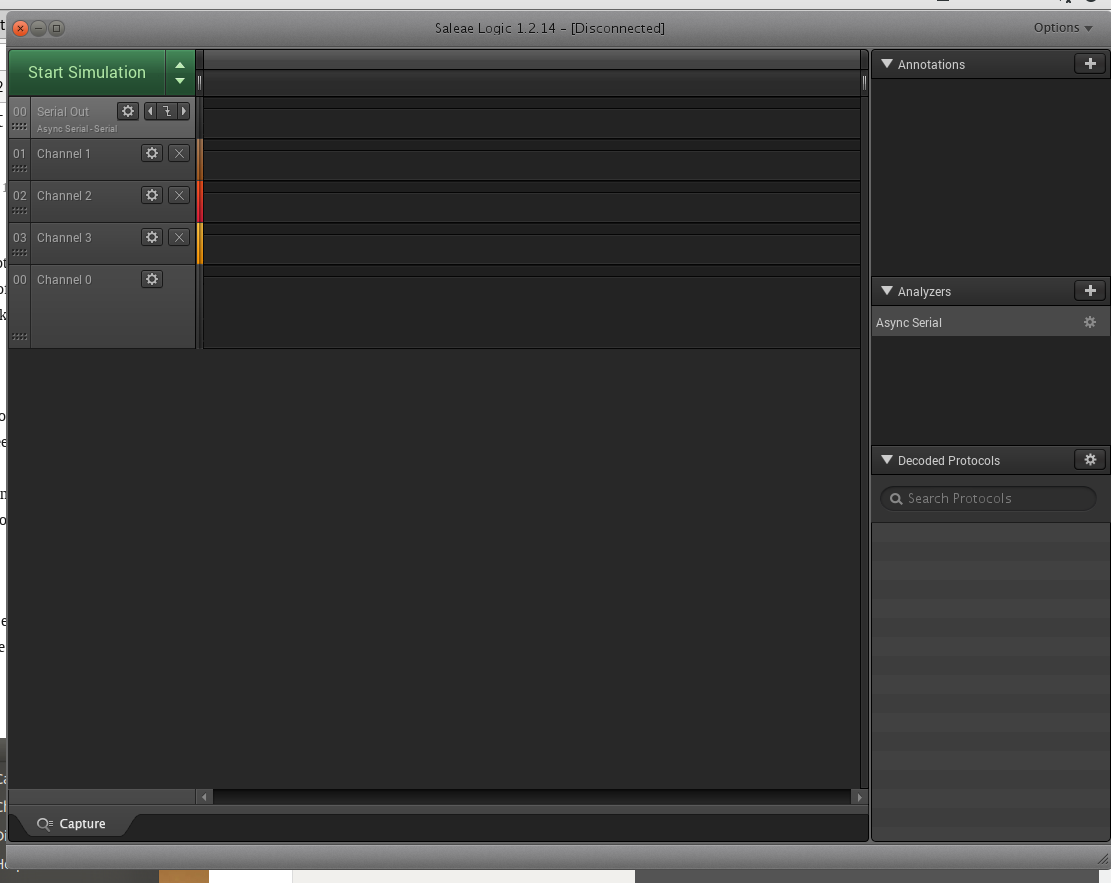 Saleae Logic 1.2.14 - [Disconnected]
Options
Start Simulation
00 Serial Out
Async Serial - Serial
01 Channel 1
02 Channel 2
03 Channel 3
00 Channel 0
Annotations
Analyzers
Async Serial
Decoded Protocols
Search Protocols
Capture